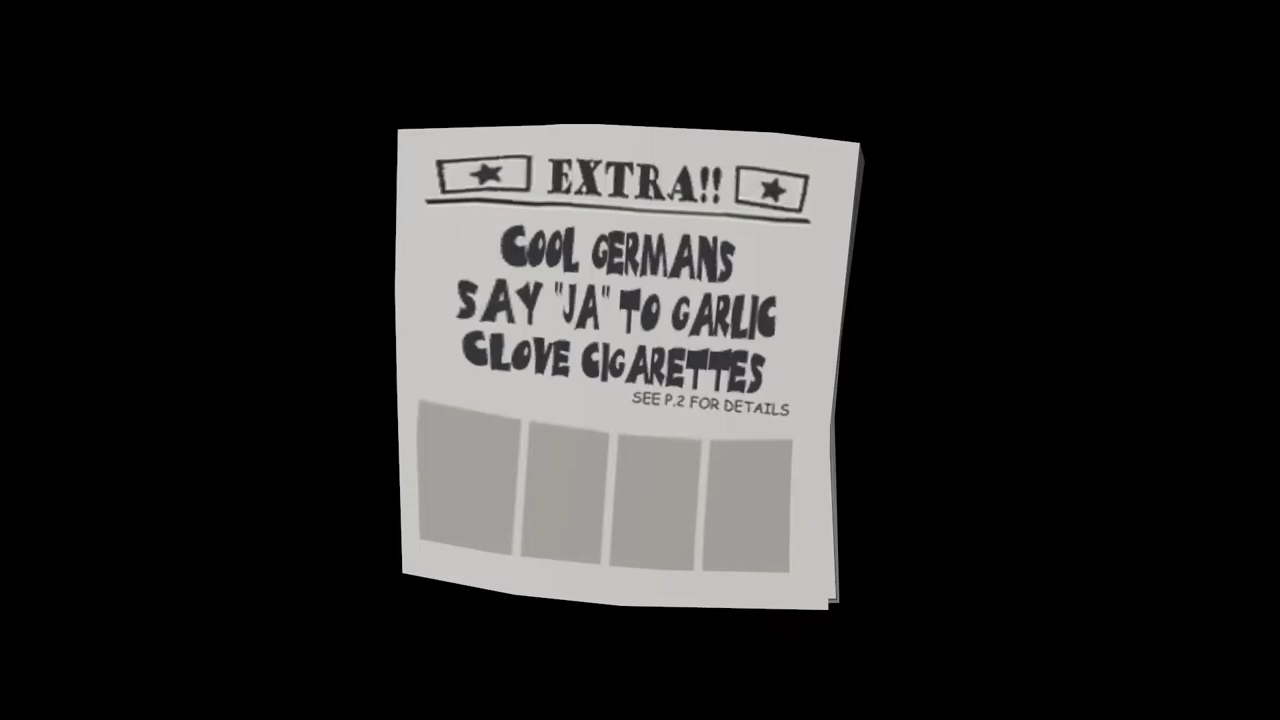 EXTRA!!
COOL GERMANS
SAY "JA" TO GARLIC
CLOVE CIGARETTES
SEE P.2 FOR DETAILS